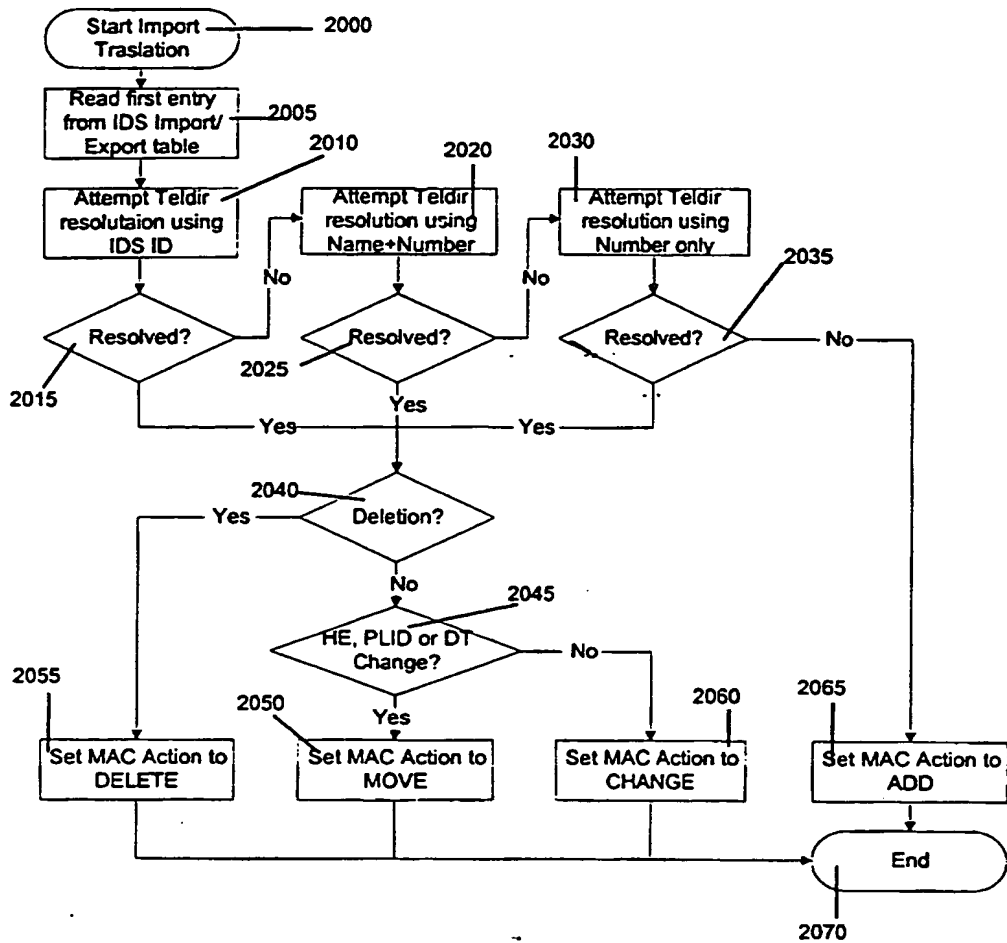 Start Import
Traslation
2000
Read first entry
from IDS Import/
Export table
2005
2010
2020
2030
Attempt Teldir
resolutaion using
IDS ID
Attempt Teldir
resolution using
Name+Number
Attempt Teldir
resolution using
Number only
No
No
2035
Resolved?
Resolved?
Resolved?
No
2015
2025
Yes
Yes
Yes
2040
Deletion?
Yes
No
2045
HE, PLID or DT
Change?
No
2055
2050
Yes
2060
2065
Set MAC Action to
DELETE
Set MAC Action to
MOVE
Set MAC Action to
CHANGE
Set MAC Action to
ADD
End
2070